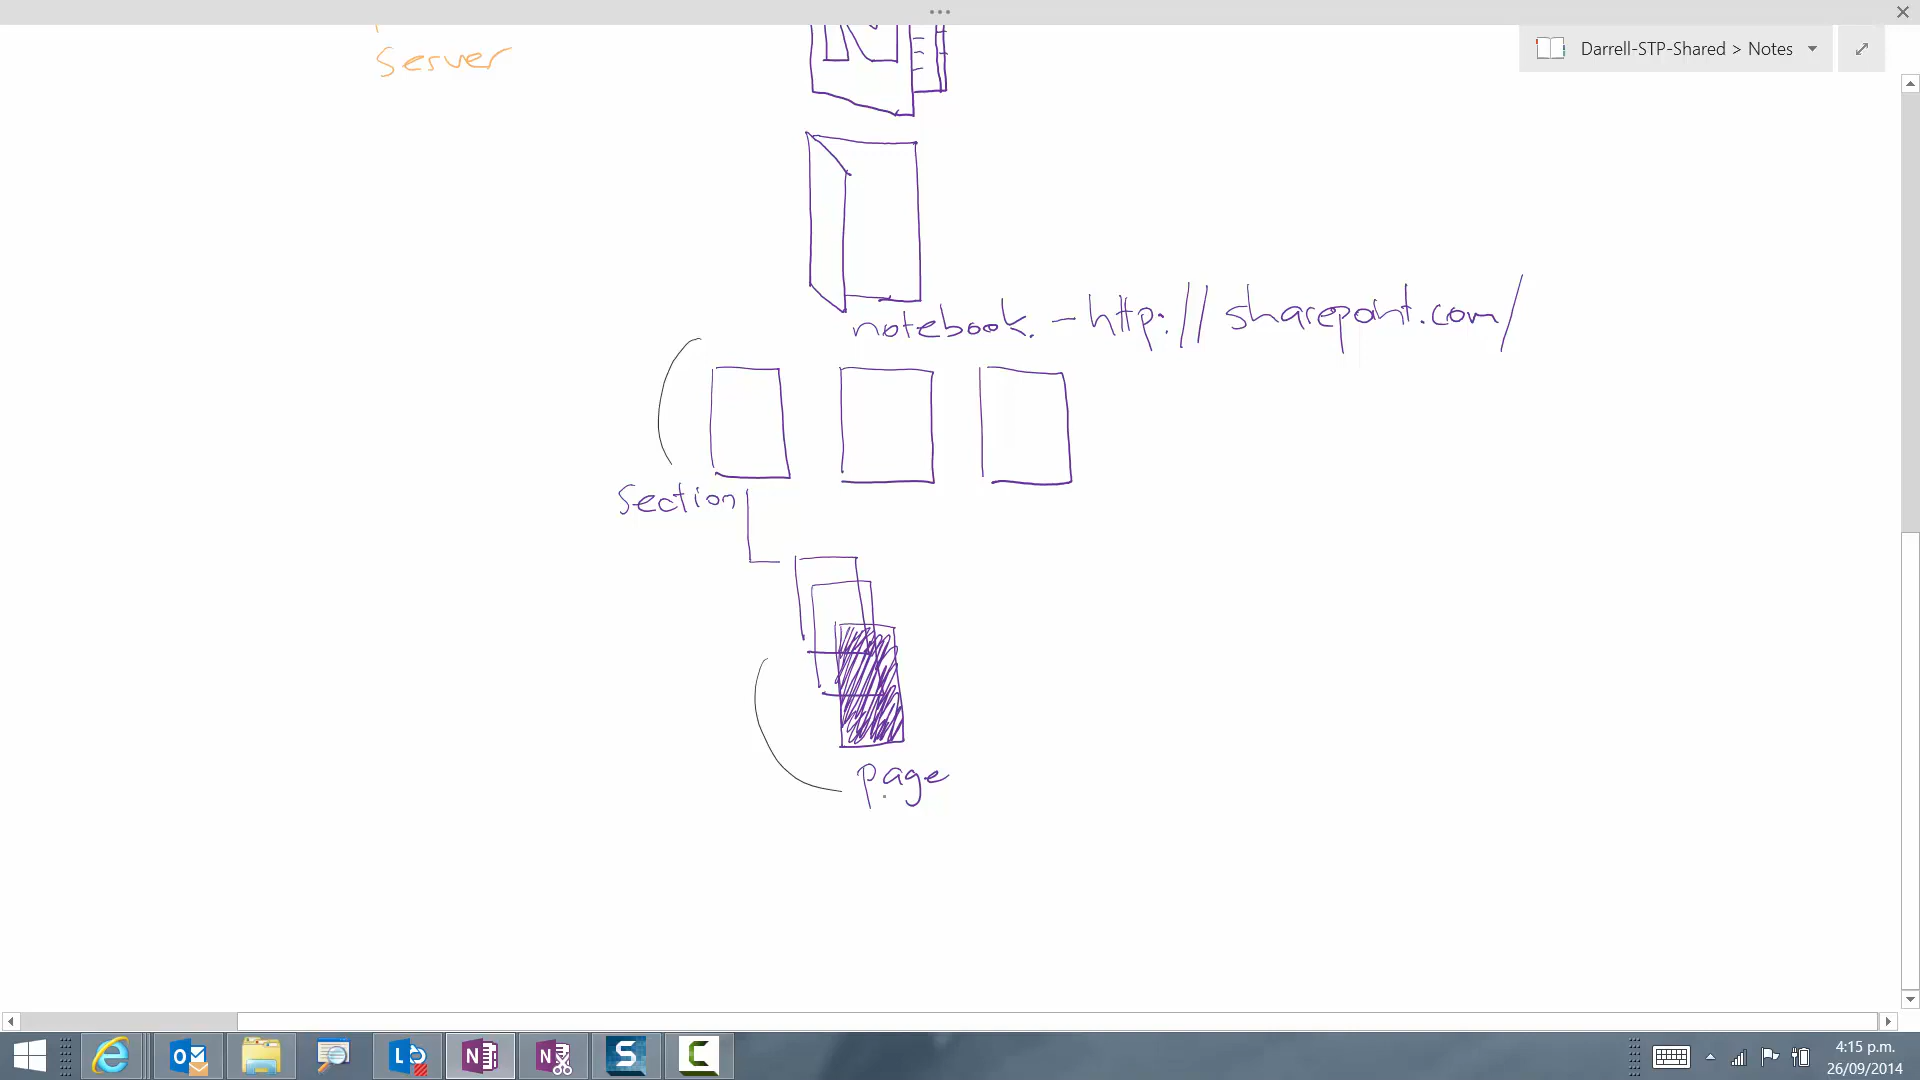 Server
Darrell-STP-Shared > Notes
notebook. - http://sharepoint.com/
Section
page
4:15 p.m.
26/09/2014